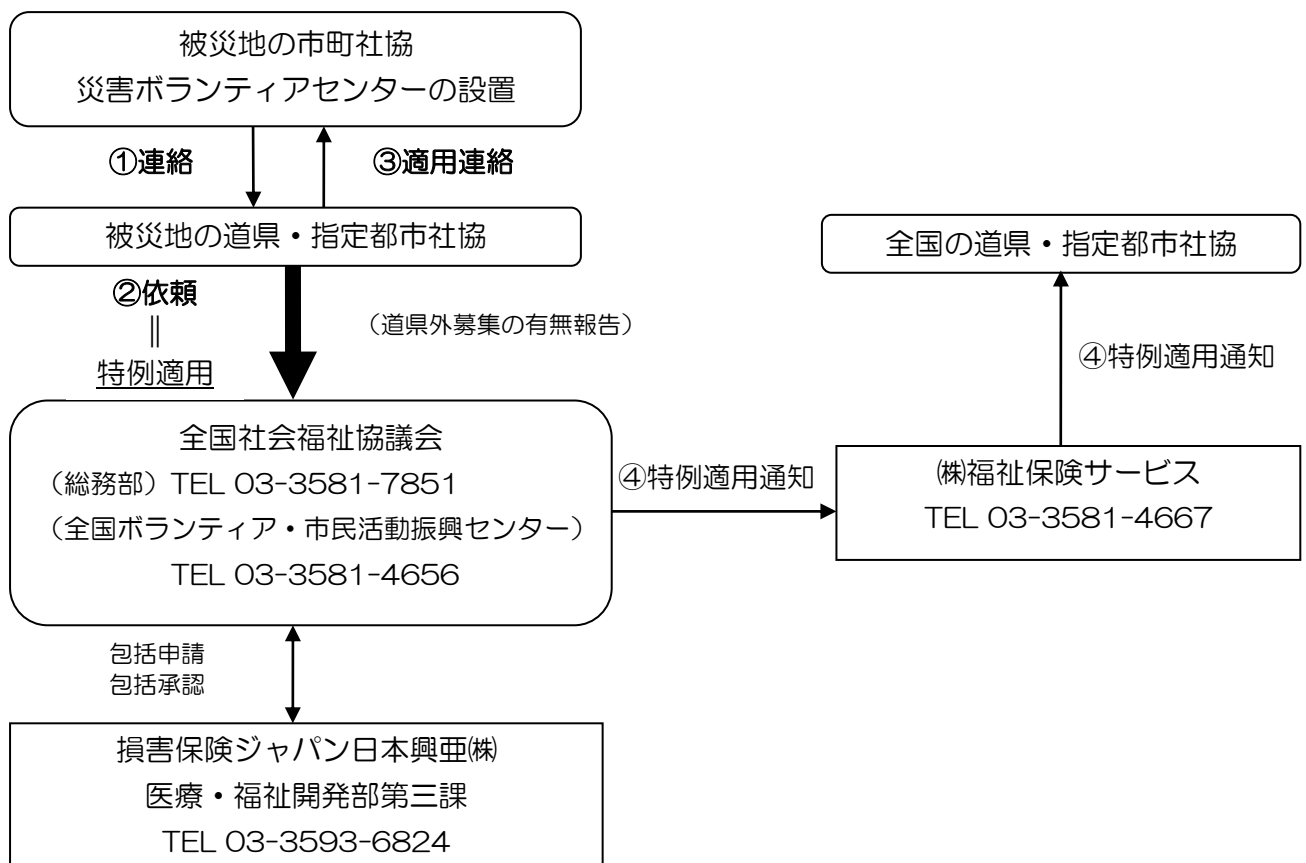 被災地の市町社協
災害ボランティアセンターの設置
①連絡
③適用連絡
被災地の道県・指定都市社協
全国の道県・指定都市社協
②依頼
||
特例適用
（道県外募集の有無報告）
④特例適用通知
全国社会福祉協議会
（総務部）TEL 03-3581-7851
（全国ボランティア・市民活動振興センター）
TEL 03-3581-4656
④特例適用通知
㈱福祉保険サービス
TEL 03-3581-4667
包括申請
包括承認
損害保険ジャパン日本興亜㈱
医療・福祉開発部第三課
TEL 03-3593-6824